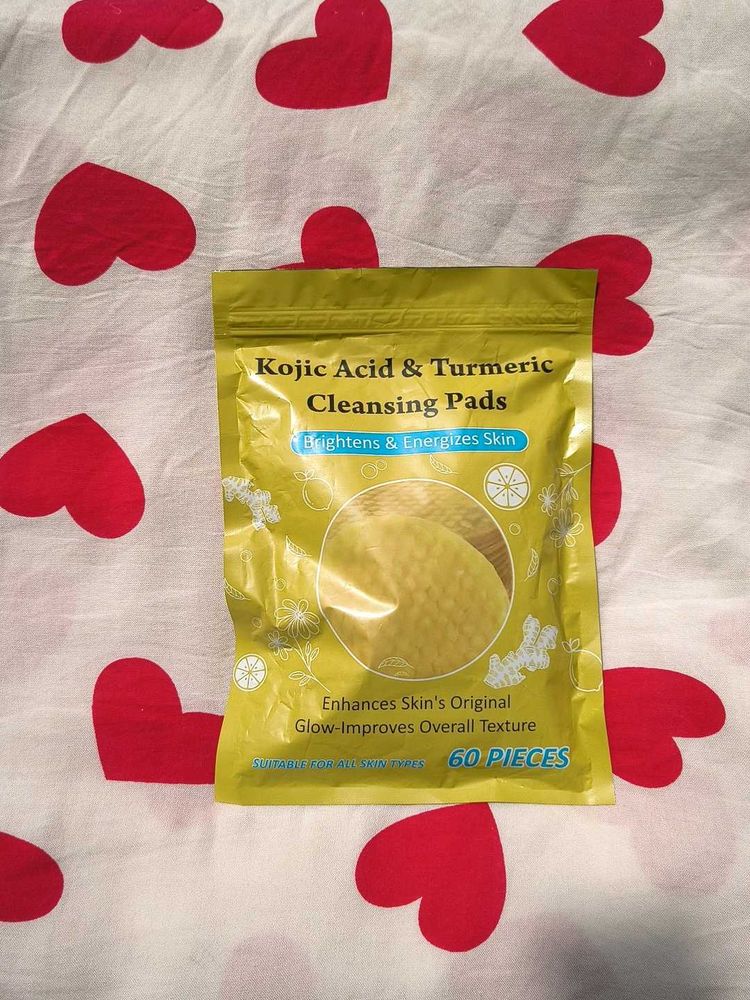 Kojic Acid & Turmeric
Cleansing Pads
Brightens & Energizes Skin
Enhances Skin's Original
Glow-Improves Overall Texture
SUITABLE FOR ALL SKIN TYPES
60 PIECES